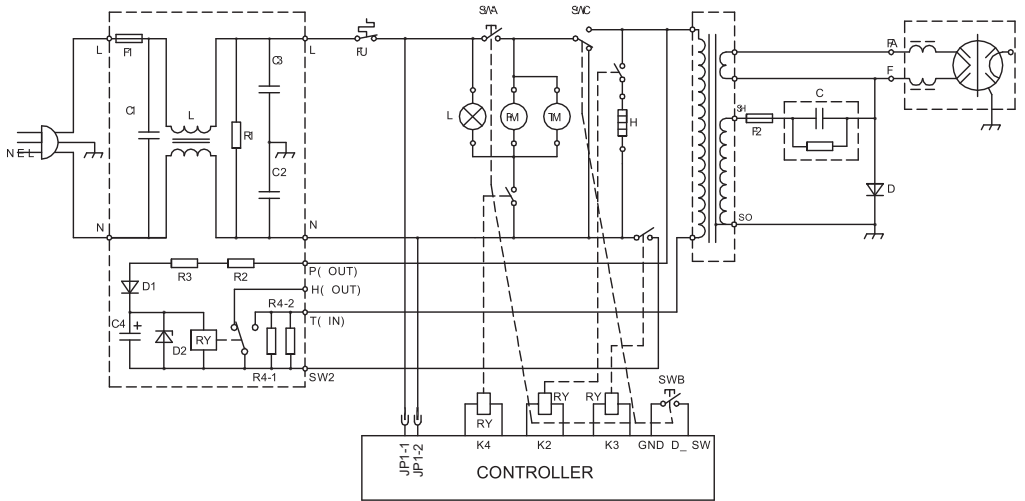 SWA
SWC
L
F1
L
FU
C3
FA
F
C1
L
R1
L
FM
TM
H
SH
C
F2
N E L
C2
D
N
N
SO
P( OUT)
R3
R2
D1
H( OUT)
R4-2
C4
+
T( IN)
RY
D2
R4-1
SW2
SWB
RY
RY
RY
JP1-1
JP1-2
K4
K2
K3
GND
D_ SW
CONTROLLER